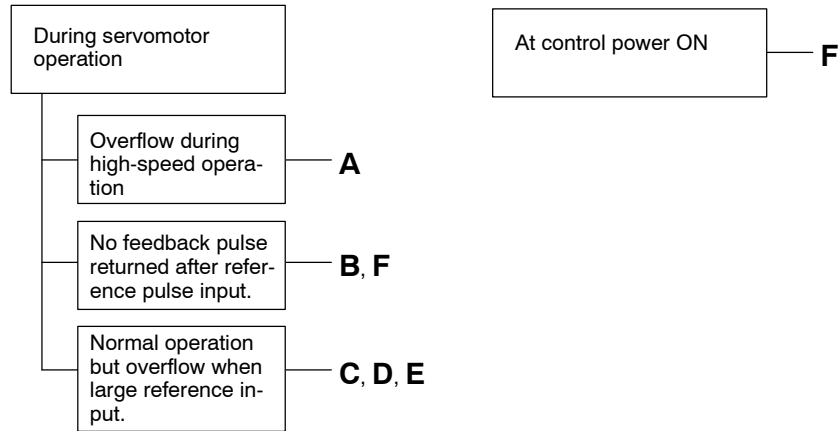 During servomotor
operation
Overflow during
high-speed opera-
tion
A
No feedback pulse
returned after refer-
ence pulse input.
B, F
Normal operation
but overflow when
large reference in-
put.
C, D, E
At control power ON
F